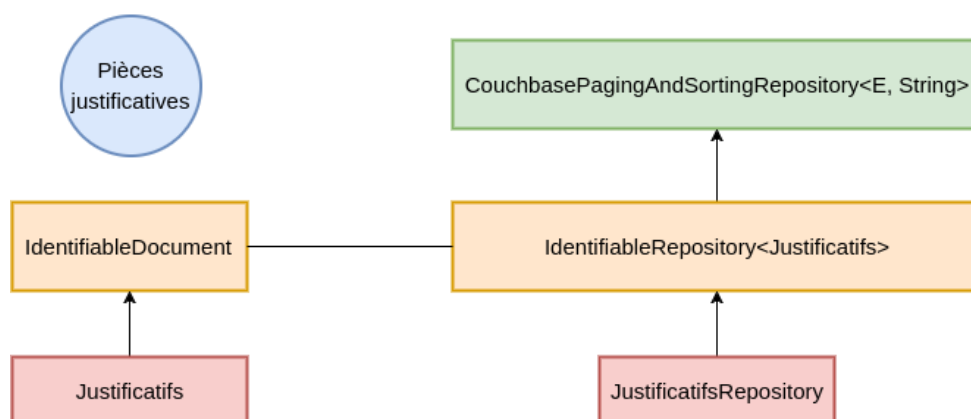 Pièces
justificatives
CouchbasePagingAndSortingRepository<E, String>
IdentifiableDocument
IdentifiableRepository<Justificatifs>
Justificatifs
JustificatifsRepository